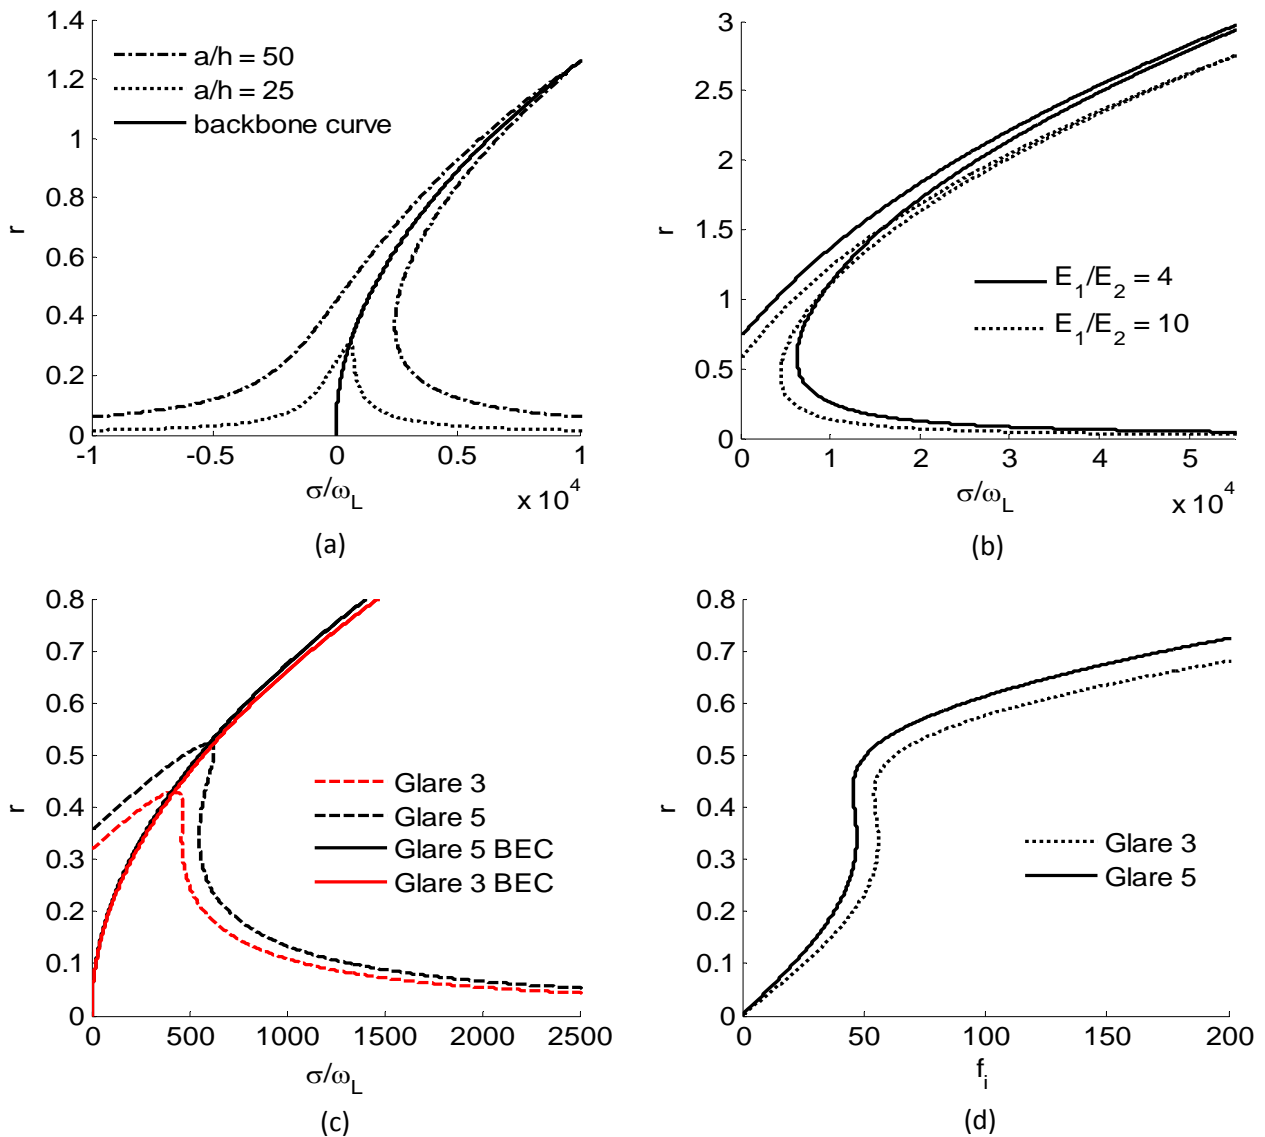 1.4
1.2
1
0.8
0.6
0.4
0.2
0
r
a/h = 50
a/h = 25
backbone curve
-1 -0.5 0 0.5 1
σ/ω_L
x 10^4
(a)
3
2.5
2
1.5
1
0.5
0
r
E_1/E_2 = 4
E_1/E_2 = 10
0 1 2 3 4 5
σ/ω_L
x 10^4
(b)
0.8
0.7
0.6
0.5
0.4
0.3
0.2
0.1
0
r
Glare 3
Glare 5
Glare 5 BEC
Glare 3 BEC
0 500 1000 1500 2000 2500
σ/ω_L
(c)
0.8
0.7
0.6
0.5
0.4
0.3
0.2
0.1
0
r
Glare 3
Glare 5
0 50 100 150 200
f_i
(d)